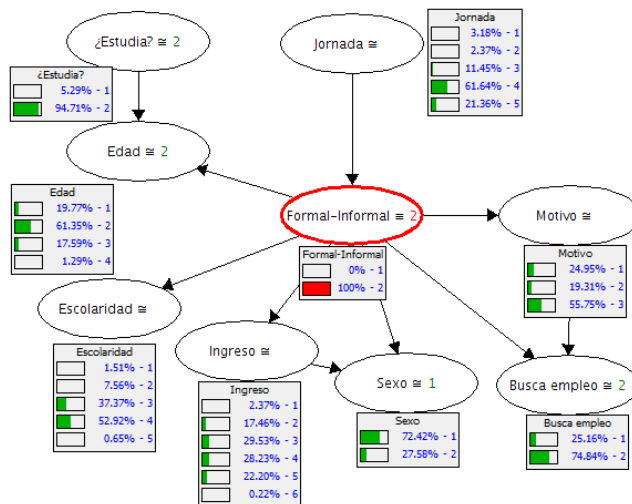 ¿Estudia? ≅ 2
¿Estudia?
5.29% - 1
94.71% - 2
Jornada ≅
Jornada
3.18% - 1
2.37% - 2
11.45% - 3
61.64% - 4
21.36% - 5
Edad ≅ 2
Edad
19.77% - 1
61.35% - 2
17.59% - 3
1.29% - 4
Formal-Informal ≅ 2
Formal-Informal
0% - 1
100% - 2
Motivo ≅
Motivo
24.95% - 1
19.31% - 2
55.75% - 3
Escolaridad ≅
Escolaridad
1.51% - 1
7.56% - 2
37.37% - 3
52.92% - 4
0.65% - 5
Ingreso ≅
Ingreso
2.37% - 1
17.46% - 2
29.53% - 3
28.23% - 4
22.20% - 5
0.22% - 6
Sexo ≅ 1
Sexo
72.42% - 1
27.58% - 2
Busca empleo ≅ 2
Busca empleo
25.16% - 1
74.84% - 2